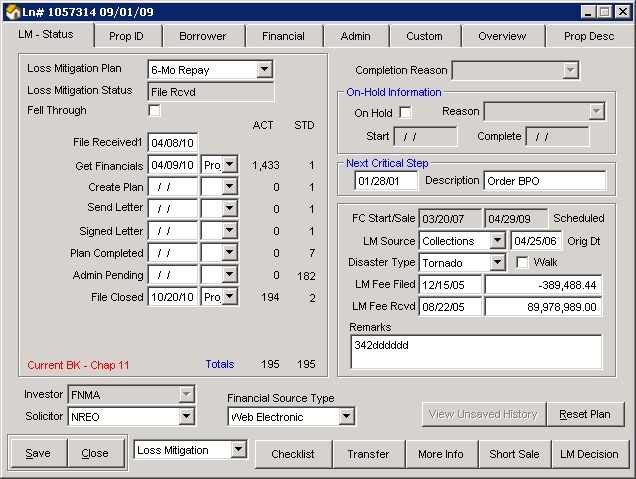 Ln# 1057314 09/01/09
LM - Status Prop ID Borrower Financial Admin Custom Overview Prop Desc
Loss Mitigation Plan 6-Mo Repay
Loss Mitigation Status File Rcvd
Fell Through
ACT STD
File Received1 04/08/10
Get Financials 04/09/10 Pro 1,433 1
Create Plan / / 0 1
Send Letter / / 0 1
Signed Letter / / 0 1
Plan Completed / / 0 7
Admin Pending / / 0 182
File Closed 10/20/10 Pro 194 2
Current BK - Chap 11 Totals 195 195
Completion Reason
On-Hold Information
On Hold Reason
Start / / Complete / /
Next Critical Step
01/28/01 Description Order BPO
FC Start/Sale 03/20/07 04/29/09 Scheduled
LM Source Collections 04/25/06 Orig Dt
Disaster Type Tornado Walk
LM Fee Filed 12/15/05 -389,488.44
LM Fee Rcvd 08/22/05 89,978,989.00
Remarks
342dddddd
Investor FNMA
Solicitor NREO
Financial Source Type
Web Electronic
View Unsaved History Reset Plan
Save Close Loss Mitigation Checklist Transfer More Info Short Sale LM Decision